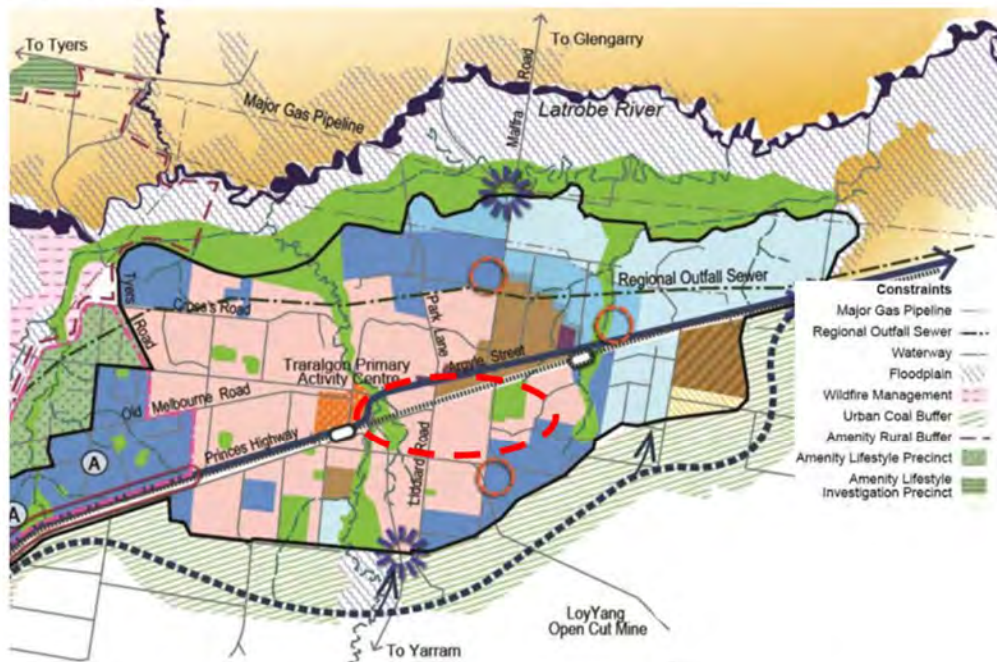 To Tyers
To Glengarry
Maffra Road
Latrobe River
Major Gas Pipeline
Regional Outfall Sewer
Tyers Road
Cross's Road
Park Lane
Argyle Street
Traralgon Primary
Activity Centre
Old Melbourne Road
Princes Highway
Liddiard Road
A
A
To Yarram
LoyYang
Open Cut Mine
Constraints
Major Gas Pipeline
Regional Outfall Sewer
Waterway
Floodplain
Wildfire Management
Urban Coal Buffer
Amenity Rural Buffer
Amenity Lifestyle Precinct
Amenity Lifestyle
Investigation Precinct